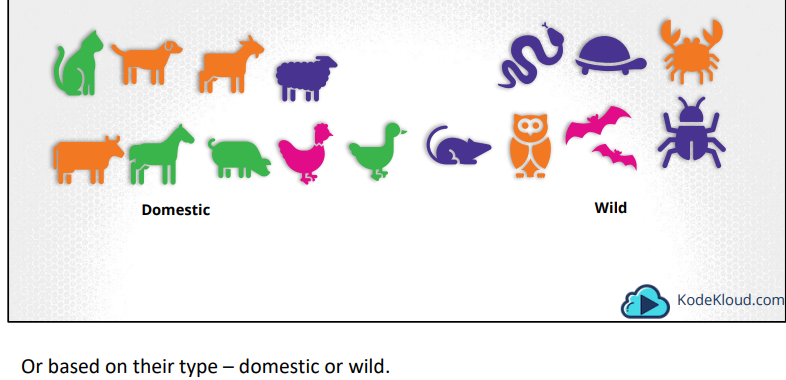 Domestic
Wild
KodeKloud.com
Or based on their type – domestic or wild.